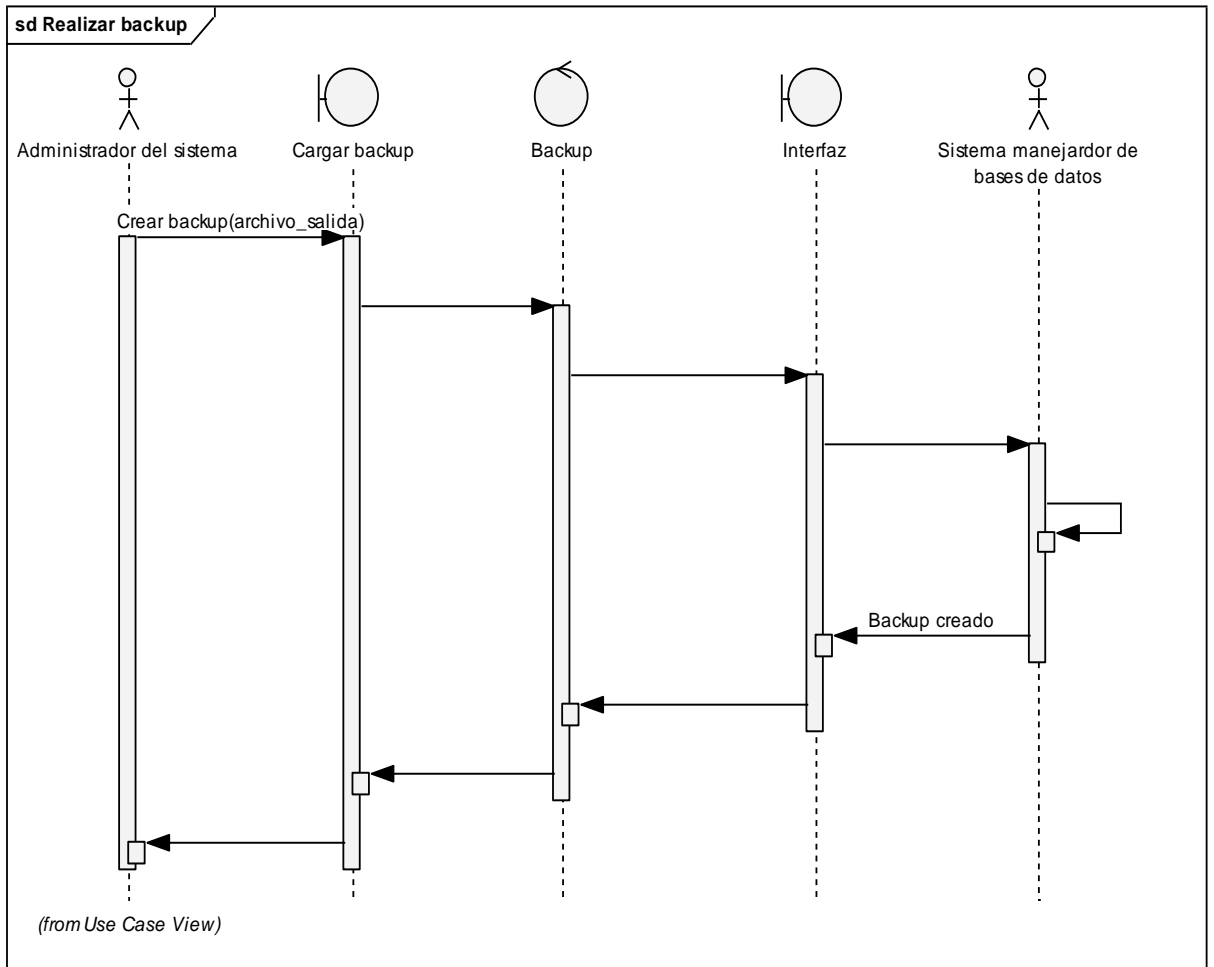 sd Realizar backup
Administrador del sistema
Cargar backup
Backup
Interfaz
Sistema manejardor de
bases de datos
Crear backup(archivo_salida)
Backup creado
(from Use Case View)